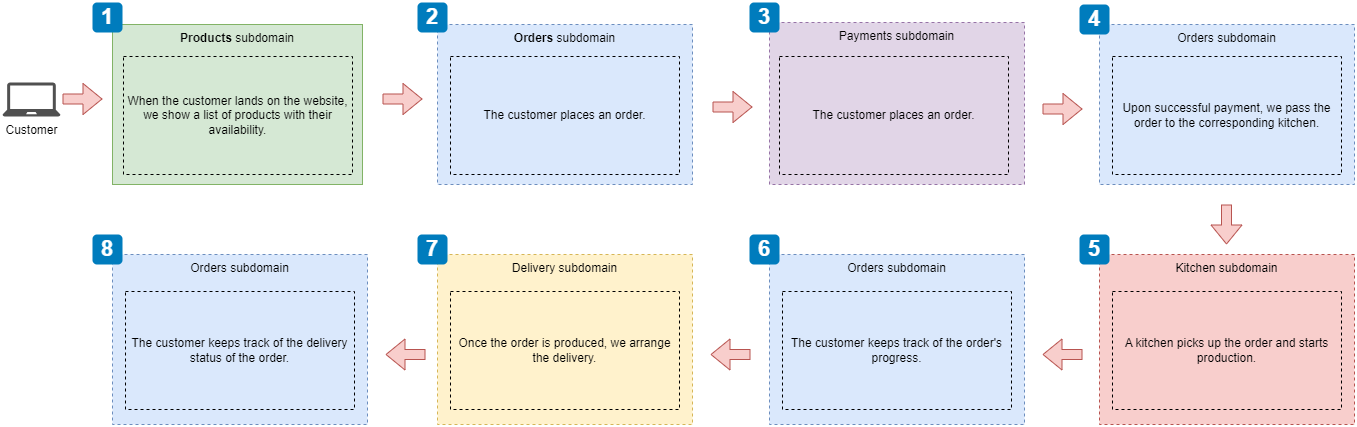 1
Products subdomain
When the customer lands on the website,
we show a list of products with their
availability.
Customer
2
Orders subdomain
The customer places an order.
3
Payments subdomain
The customer places an order.
4
Orders subdomain
Upon successful payment, we pass the
order to the corresponding kitchen.
5
Kitchen subdomain
A kitchen picks up the order and starts
production.
6
Orders subdomain
The customer keeps track of the order's
progress.
7
Delivery subdomain
Once the order is produced, we arrange
the delivery.
8
Orders subdomain
The customer keeps track of the delivery
status of the order.